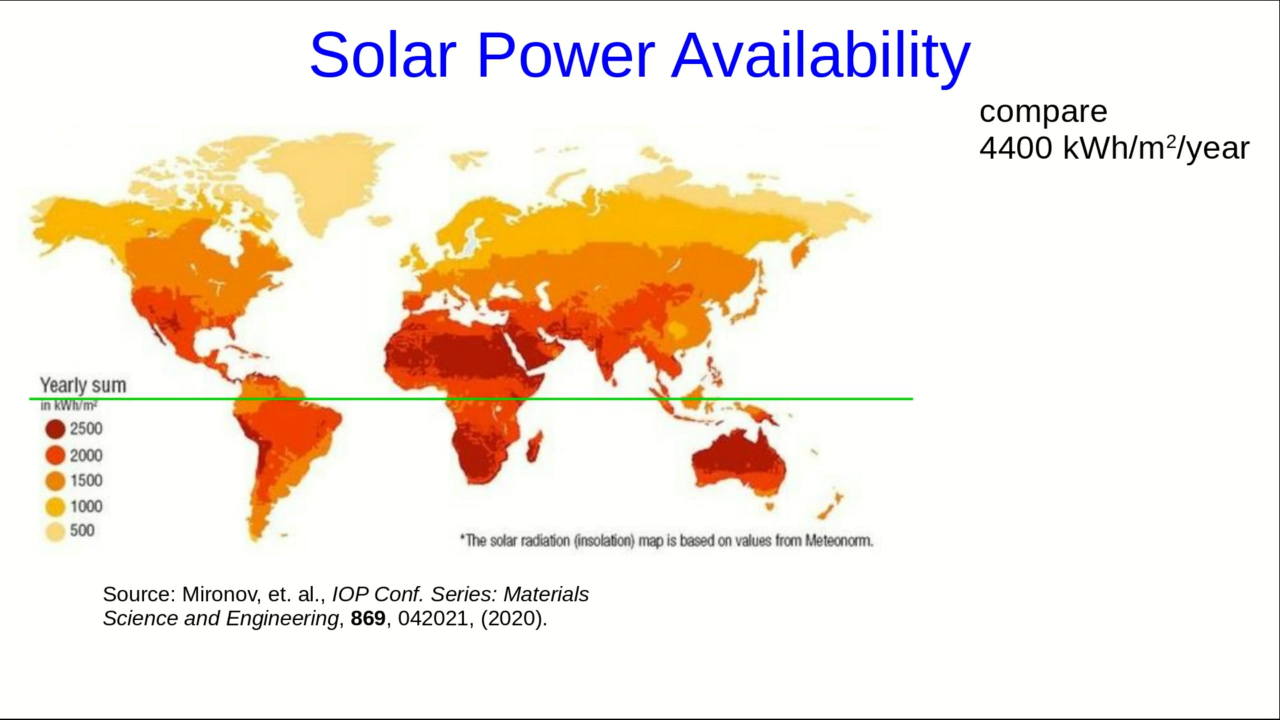 Solar Power Availability
compare
4400 kWh/m²/year
Yearly sum
in kWh/m²
2500
2000
1500
1000
500
*The solar radiation (insolation) map is based on values from Meteonorm.
Source: Mironov, et. al., IOP Conf. Series: Materials
Science and Engineering, 869, 042021, (2020).